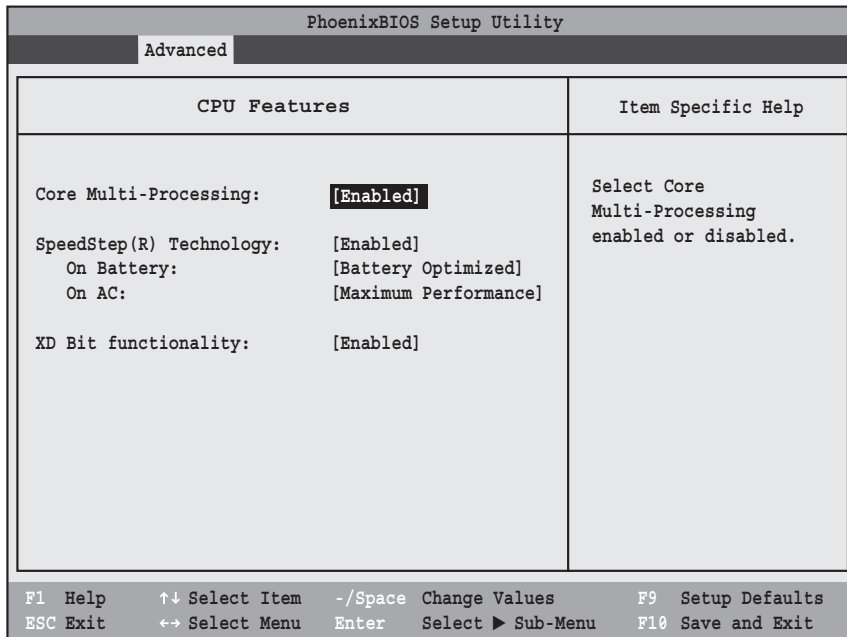 PhoenixBIOS Setup Utility
Advanced
CPU Features
Item Specific Help
Core Multi-Processing: [Enabled]
SpeedStep(R) Technology: [Enabled]
On Battery: [Battery Optimized]
On AC: [Maximum Performance]
XD Bit functionality: [Enabled]
Select Core
Multi-Processing
enabled or disabled.
F1 Help ↑↓ Select Item -/Space Change Values F9 Setup Defaults
ESC Exit ←→ Select Menu Enter Select ▶ Sub-Menu F10 Save and Exit